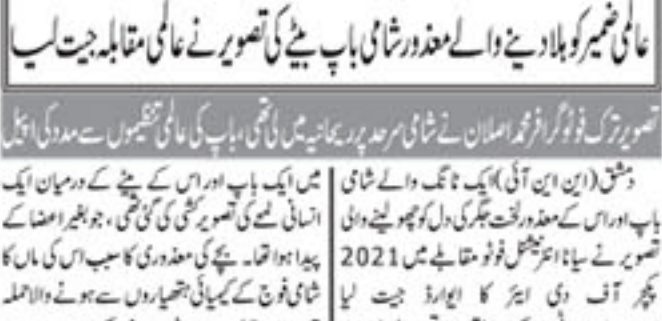 عالمی ضمیر کو ہلا دینے والے معذور شامی باپ بیٹے کی تصویر نے عالمی مقابلہ جیت لیا
تصویر ترک فوٹو گرافر محمد اصلان نے شامی سرحد پر ریحانیہ میں لی تھی، باپ کی عالمی تنظیموں سے مدد کی اپیل
دمشق (این این آئی) ایک ٹانگ والے شامی
باپ اور اس کے معذور لخت جگر کی دل کو چھو لینے والی
تصویر نے سیانا انٹرنیشنل فوٹو مقابلے میں 2021
پکچر آف دی ایئر کا ایوارڈ جیت لیا
میں ایک باپ اور اس کے بیٹے کے درمیان ایک
انسانی لمحے کی تصویر کشی کی گئی تھی، جو بغیر اعضا کے
پیدا ہوا تھا۔ بچے کی معذوری کا سبب اس کی ماں کا
شامی فوج کے کیمیائی ہتھیاروں سے ہونے والا حملہ